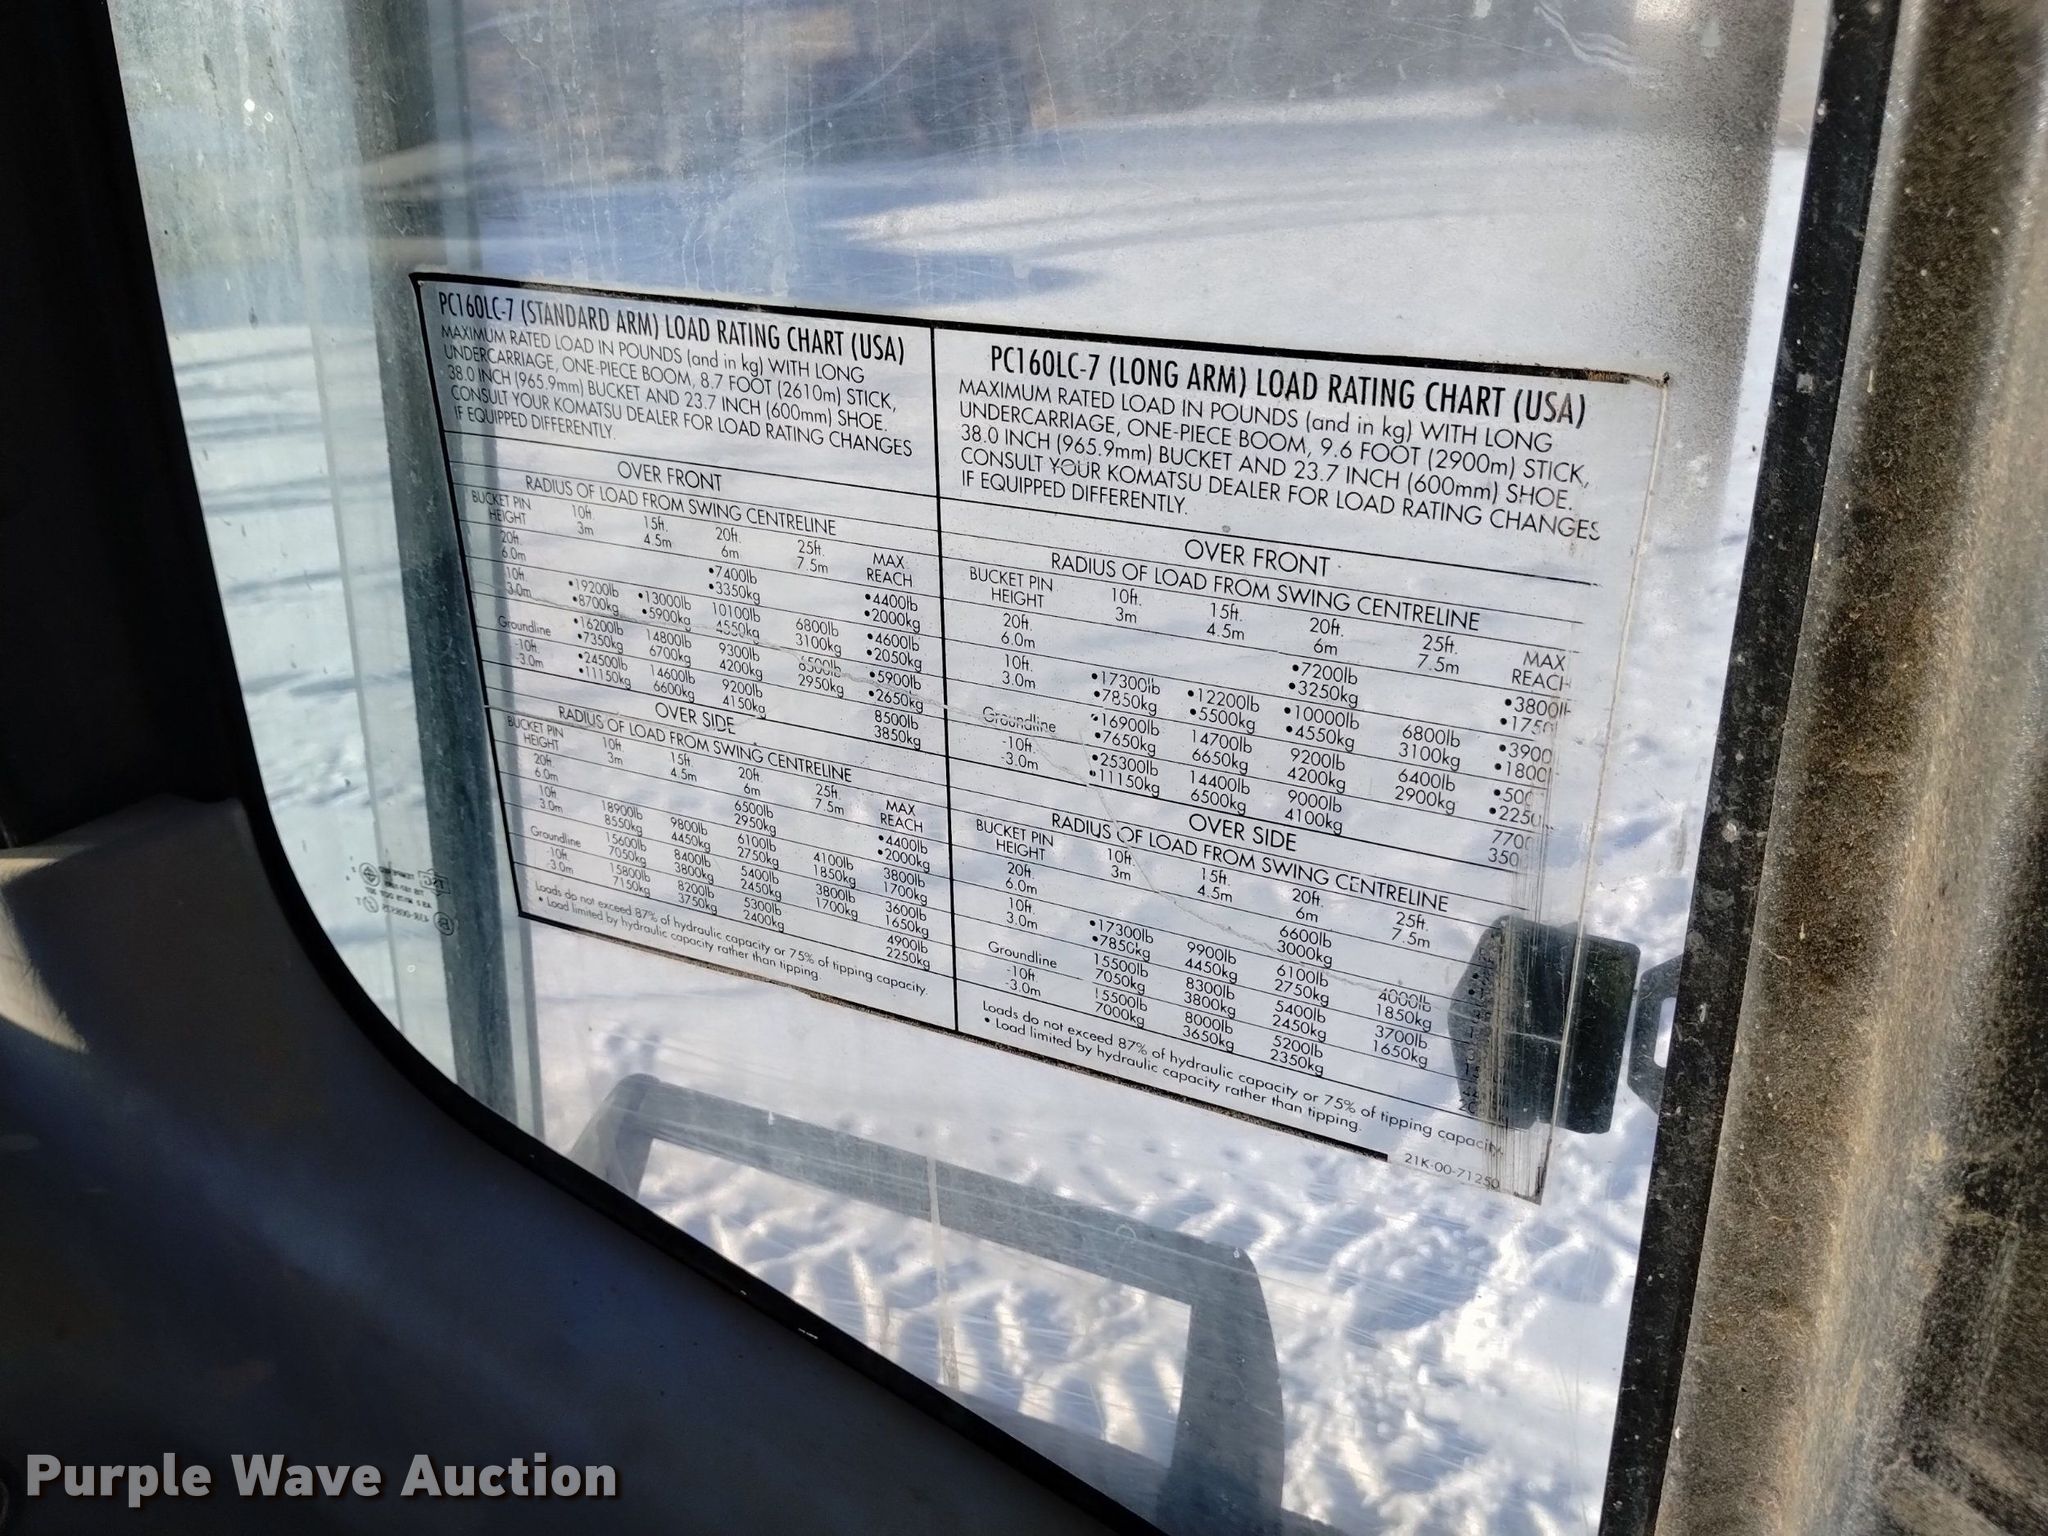 PC160LC-7 (STANDARD ARM) LOAD RATING CHART (USA)
MAXIMUM RATED LOAD IN POUNDS (and in kg) WITH LONG
UNDERCARRIAGE, ONE-PIECE BOOM, 8.7 FOOT (2610m) STICK,
38.0 INCH (965.9mm) BUCKET AND 23.7 INCH (600mm) SHOE.
CONSULT YOUR KOMATSU DEALER FOR LOAD RATING CHANGES
IF EQUIPPED DIFFERENTLY.
OVER FRONT
RADIUS OF LOAD FROM SWING CENTRELINE
BUCKET PIN 10ft. 15ft. 20ft. 25ft. MAX
HEIGHT 3m 4.5m 6m 7.5m REACH
20ft. •7400lb •4400lb
6.0m •3350kg •2000kg
10ft. •19200lb •13000lb 10100lb 6800lb •4600lb
3.0m •8700kg •5900kg 4550kg 3100kg •2050kg
Groundline •16200lb 14800lb 9300lb 6500lb •5900lb
•7350kg 6700kg 4200kg 2950kg •2650kg
-10ft. •24500lb 14600lb 9200lb 8500lb
-3.0m •11150kg 6600kg 4150kg 3850kg
OVER SIDE
RADIUS OF LOAD FROM SWING CENTRELINE
BUCKET PIN 10ft 15ft 20ft 25ft MAX
HEIGHT 3m 4.5m 6m 7.5m REACH
20ft. 6500lb •4400lb
6.0m 2950kg •2000kg
10ft 18900lb 9800lb 6100lb 4100lb 3800lb
3.0m 8550kg 4450kg 2750kg 1850kg 1700kg
Groundline 15600lb 8400lb 5400lb 3800lb 3600lb
7050kg 3800kg 2450kg 1700kg 1650kg
-10ft. 15800lb 8200lb 5300lb 4900lb
-3.0m 7150kg 3750kg 2400kg 2250kg
Loads do not exceed 87% of hydraulic capacity or 75% of tipping capacity.
• Load limited by hydraulic capacity rather than tipping.
PC160LC-7 (LONG ARM) LOAD RATING CHART (USA)
MAXIMUM RATED LOAD IN POUNDS (and in kg) WITH LONG
UNDERCARRIAGE, ONE-PIECE BOOM, 9.6 FOOT (2900m) STICK,
38.0 INCH (965.9mm) BUCKET AND 23.7 INCH (600mm) SHOE.
CONSULT YOUR KOMATSU DEALER FOR LOAD RATING CHANGES
IF EQUIPPED DIFFERENTLY.
OVER FRONT
RADIUS OF LOAD FROM SWING CENTRELINE
BUCKET PIN 10ft. 15ft. 20ft. 25ft. MAX
HEIGHT 3m 4.5m 6m 7.5m REACH
20ft. •7200lb •3800lb
6.0m •3250kg •1750
10ft. •17300lb •12200lb •10000lb 6800lb •3900
3.0m •7850kg •5500kg •4550kg 3100kg •1800
Groundline •16900lb 14700lb 9200lb 6400lb
•7650kg 6650kg 4200kg 2900kg •2250
-10ft. •25300lb 14400lb 9000lb 7700
-3.0m •11150kg 6500kg 4100kg 350
OVER SIDE
RADIUS OF LOAD FROM SWING CENTRELINE
BUCKET PIN 10ft. 15ft. 20ft. 25ft.
HEIGHT 3m 4.5m 6m 7.5m
20ft. 6600lb
6.0m 3000kg
10ft. •17300lb 9900lb 6100lb 4000lb
3.0m •7850kg 4450kg 2750kg 1850kg
Groundline 15500lb 8300lb 5400lb 3700lb
7050kg 3800kg 2450kg 1650kg
-10ft. 15500lb 8000lb 5200lb
-3.0m 7000kg 3650kg 2350kg
Loads do not exceed 87% of hydraulic capacity or 75% of tipping capacity.
• Load limited by hydraulic capacity rather than tipping.
21K-00-71250
Purple Wave Auction